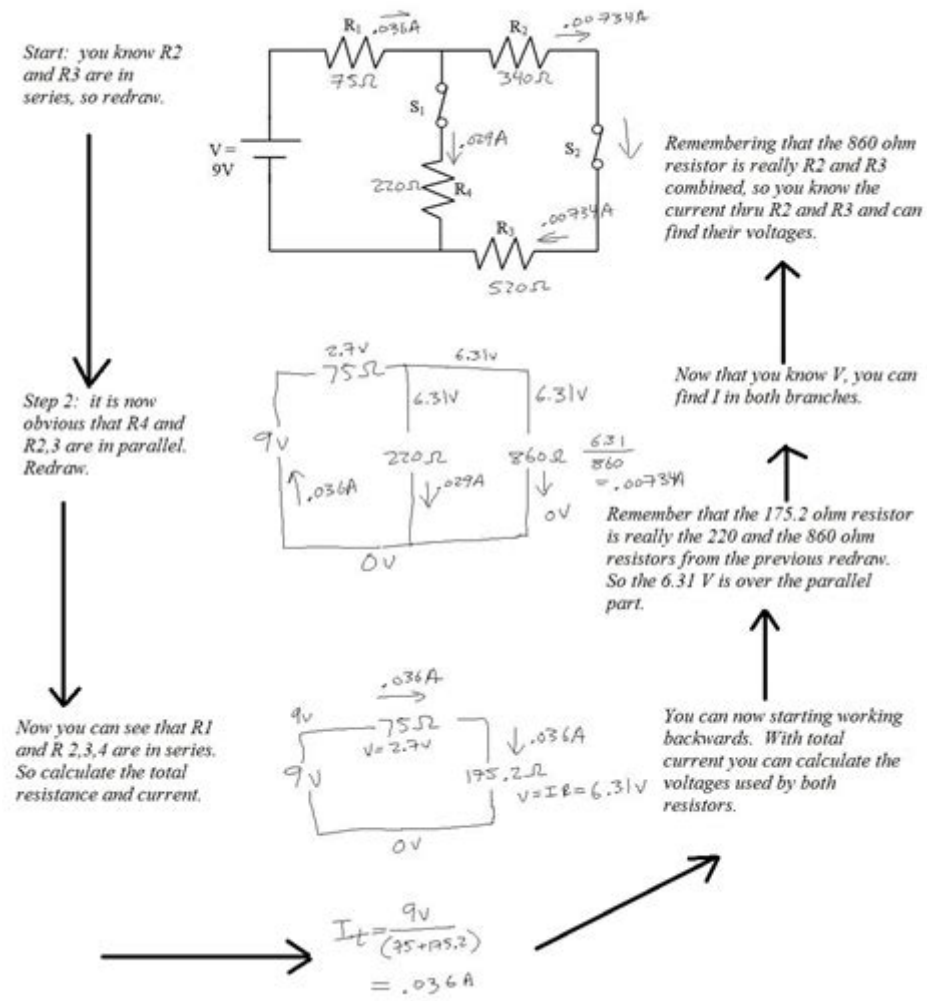 Start: you know R2
and R3 are in
series, so redraw.
R1
.036A
75Ω
R2
.00734A
340Ω
S1
.029A
S2
V =
9V
220Ω
R4
.00734A
R3
520Ω
Remembering that the 860 ohm
resistor is really R2 and R3
combined, so you know the
current thru R2 and R3 and can
find their voltages.
Step 2: it is now
obvious that R4 and
R2,3 are in parallel.
Redraw.
2.7v
75Ω
6.31v
6.31V
6.31V
9v
220Ω
860Ω
631
860
= .00734A
.036A
.029A
0V
0v
Now that you know V, you can
find I in both branches.
Remember that the 175.2 ohm resistor
is really the 220 and the 860 ohm
resistors from the previous redraw.
So the 6.31 V is over the parallel
part.
Now you can see that R1
and R 2,3,4 are in series.
So calculate the total
resistance and current.
.036A
9v
75Ω
V=2.7v
.036A
9v
175.2Ω
V=IR=6.31V
0V
You can now starting working
backwards. With total
current you can calculate the
voltages used by both
resistors.
It = 9v
(75+175.2)
= .036A